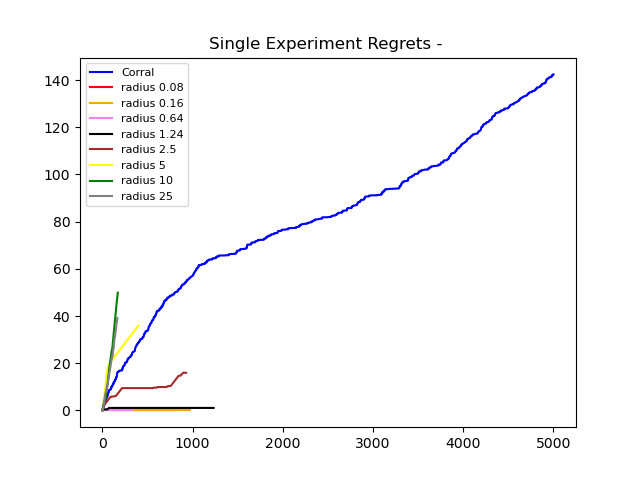 Single Experiment Regrets -
Corral
radius 0.08
radius 0.16
radius 0.64
radius 1.24
radius 2.5
radius 5
radius 10
radius 25
140
120
100
80
60
40
20
0
0 1000 2000 3000 4000 5000